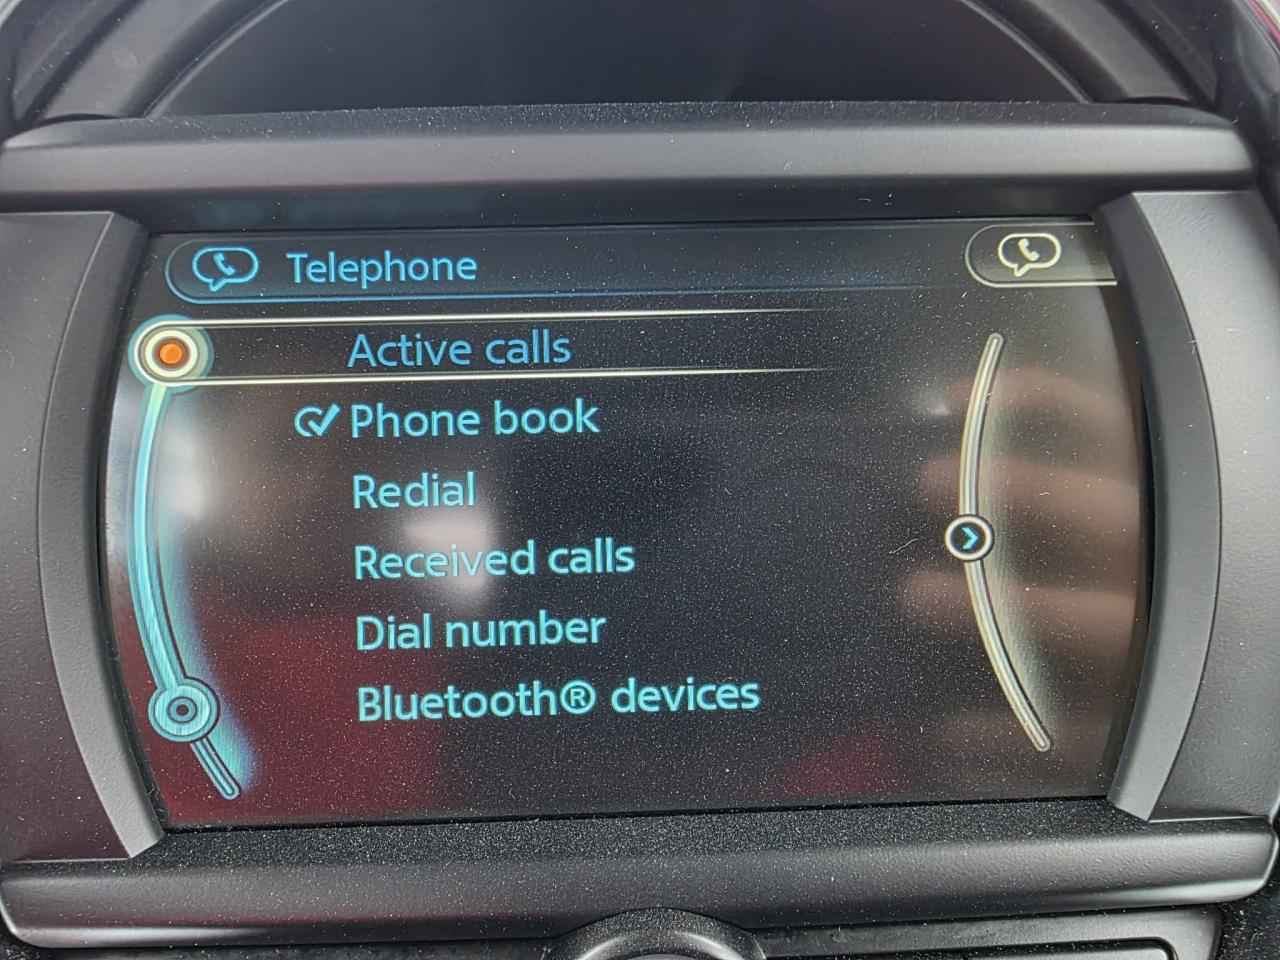 Telephone
Active calls
Phone book
Redial
Received calls
Dial number
Bluetooth® devices